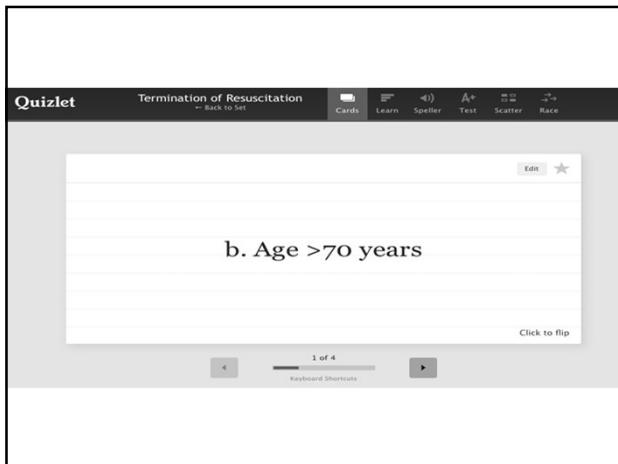 Quizlet
Termination of Resuscitation
← Back to Set
Cards
Learn
Speller
A+
Test
Scatter
Race
Edit
b. Age >70 years
Click to flip
1 of 4
Keyboard Shortcuts